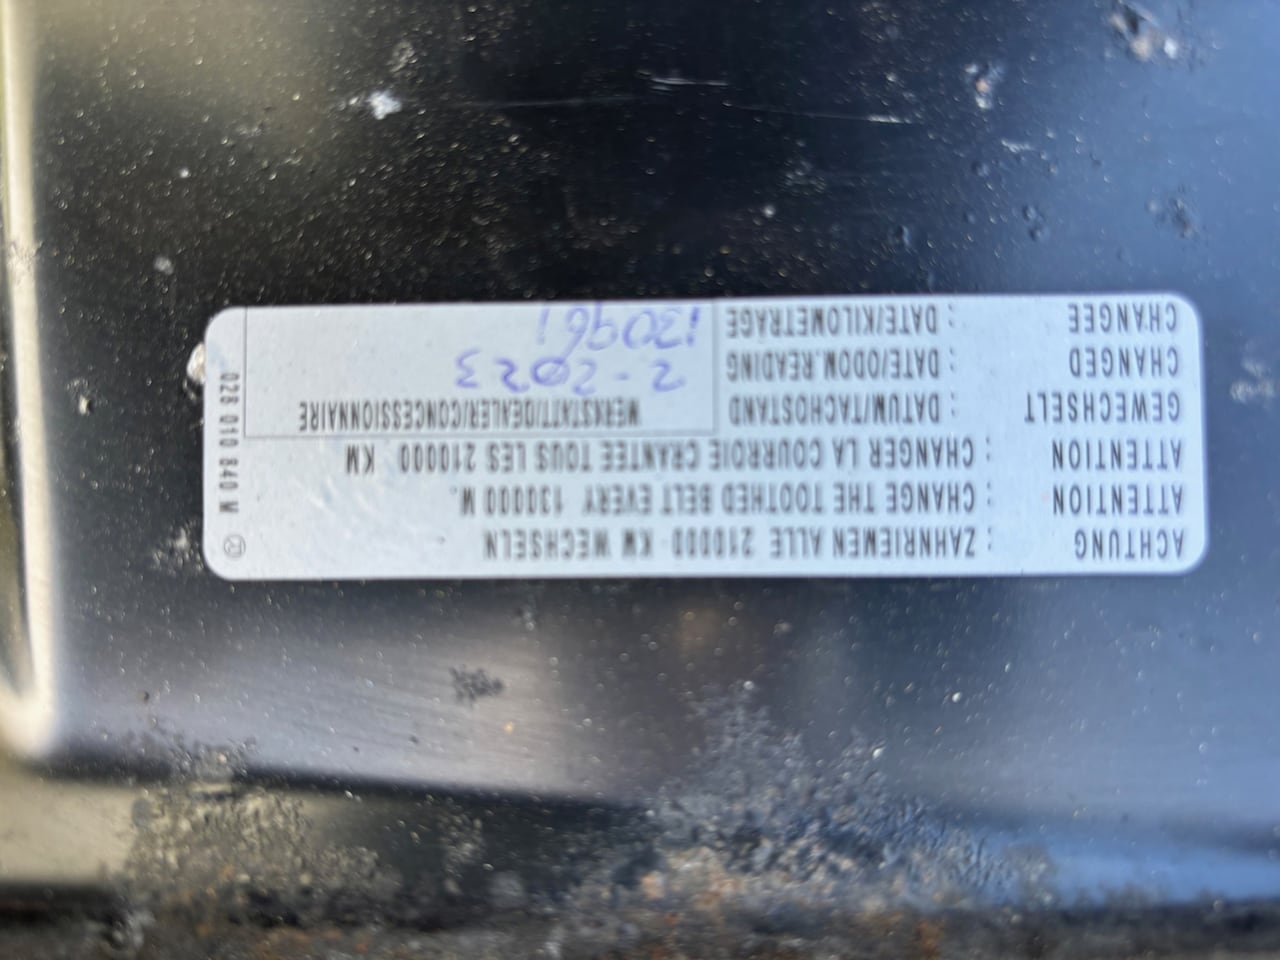 ACHTUNG : ZAHNRIEMEN ALLE 210000 KM WECHSELN
ATTENTION : CHANGE THE TOOTHED BELT EVERY 130000 M.
ATTENTION : CHANGER LA COURROIE CRANTEE TOUS LES 210000 KM
GEWECHSELT : DATUM/TACHOSTAND WERKSTATT/DEALER/CONCESSIONNAIRE
CHANGED : DATE/ODOM.READING 2-2023
CHANGEE : DATE/KILOMETRAGE 130961
028 010 840 M